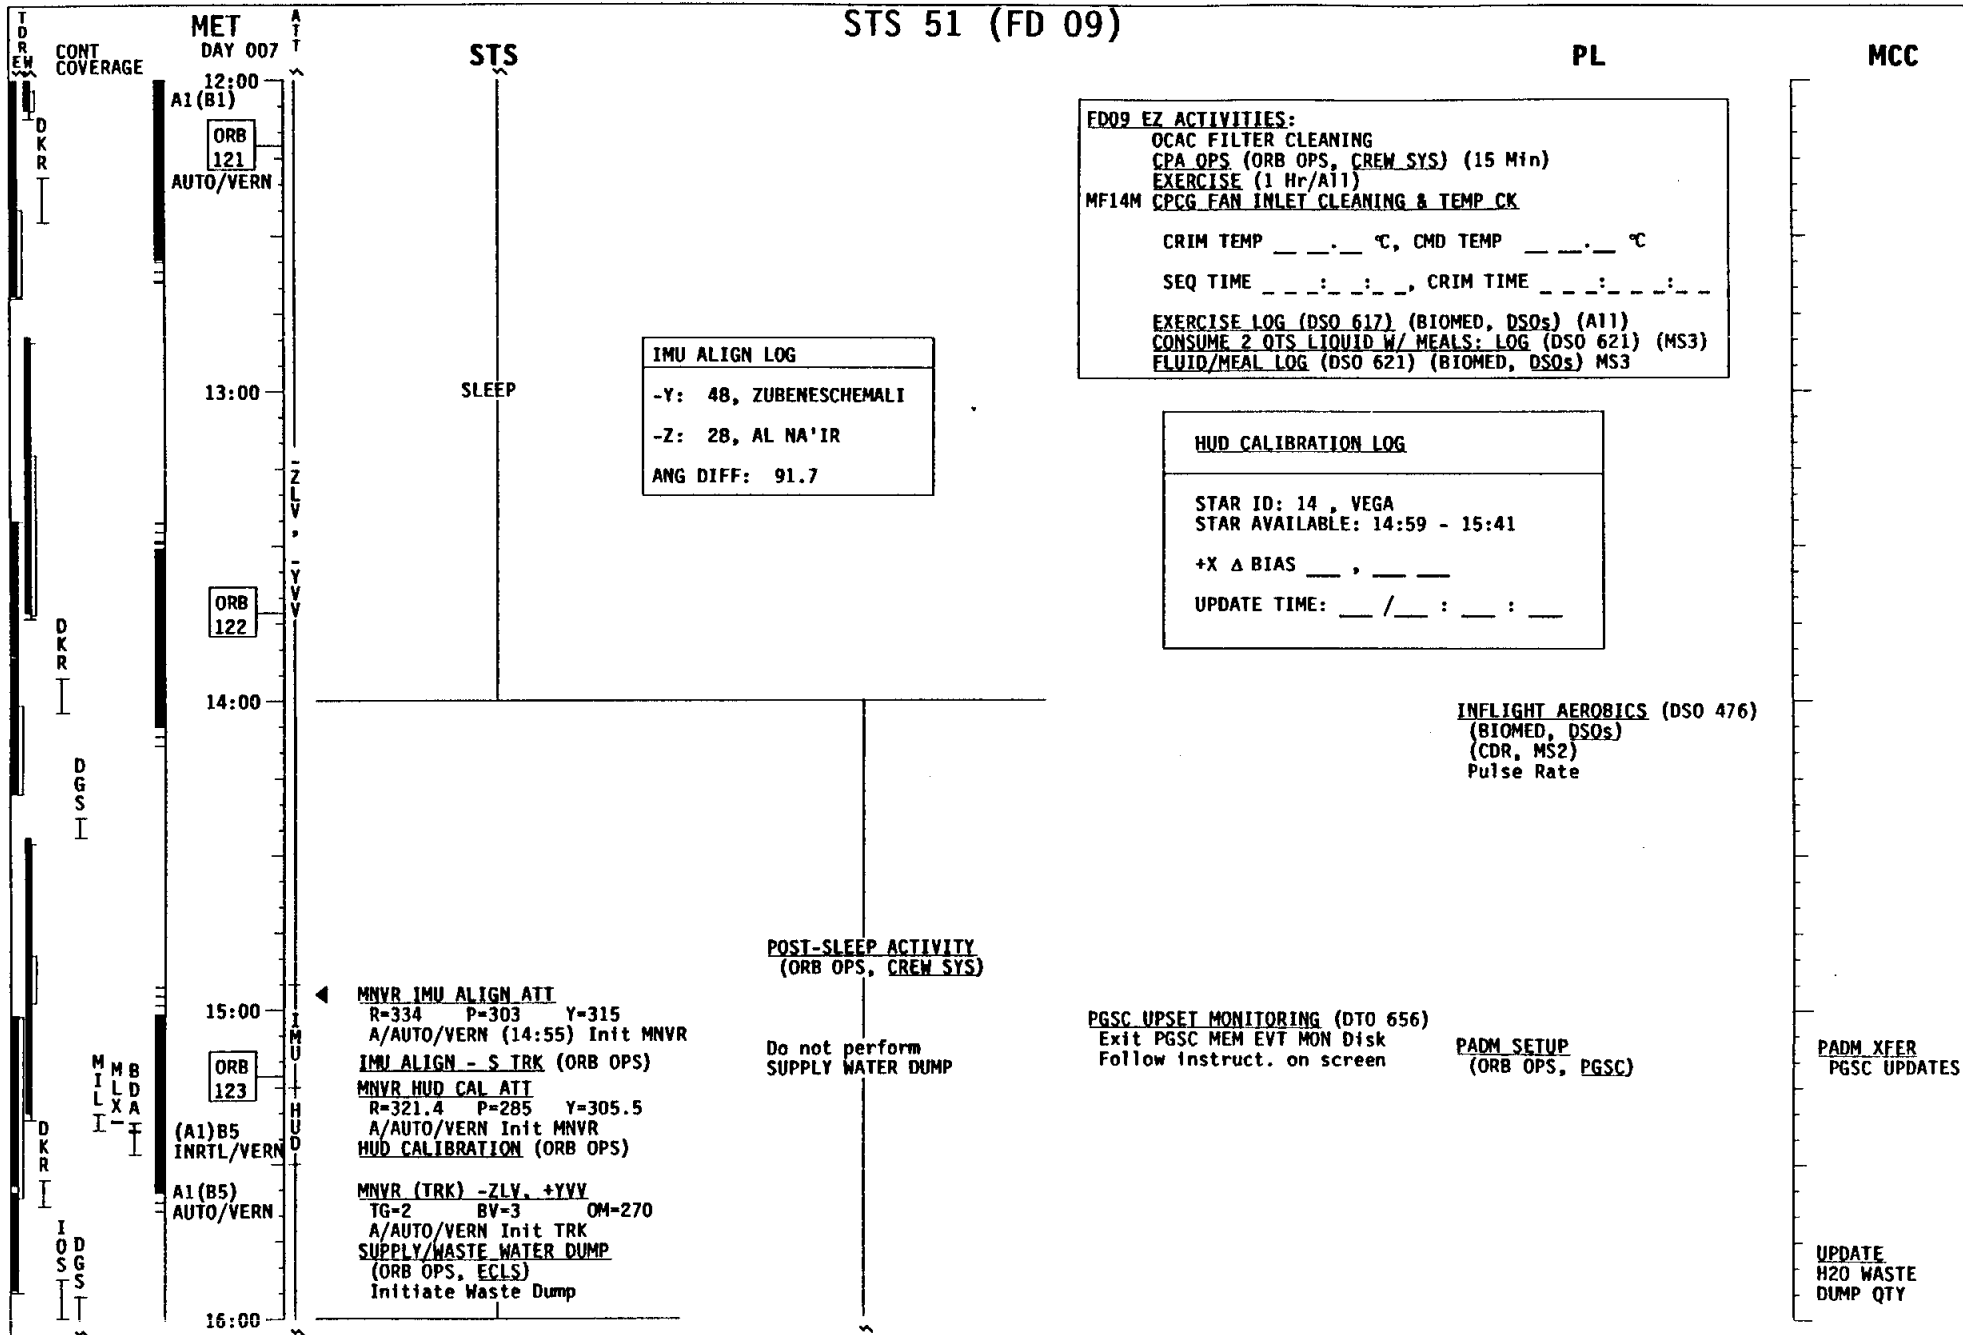 STS 51 (FD 09)
TDRE W
CONT COVERAGE
MET
DAY 007
ATT
STS
PL
MCC
12:00
A1(B1)
DKR
ORB
121
AUTO/VERN
FD09 EZ ACTIVITIES:
OCAC FILTER CLEANING
CPA OPS (ORB OPS, CREW SYS) (15 Min)
EXERCISE (1 Hr/All)
MF14M CPCG FAN INLET CLEANING & TEMP CK
CRIM TEMP __ __.__ °C, CMD TEMP __ __.__ °C
SEQ TIME _ _ _:_ _:_ _, CRIM TIME _ _ _:_ _ _:_ _
EXERCISE LOG (DSO 617) (BIOMED, DSOs) (All)
CONSUME 2 QTS LIQUID W/ MEALS: LOG (DSO 621) (MS3)
FLUID/MEAL LOG (DSO 621) (BIOMED, DSOs) MS3
IMU ALIGN LOG
-Y: 48, ZUBENESCHEMALI
-Z: 28, AL NA'IR
ANG DIFF: 91.7
13:00
SLEEP
HUD CALIBRATION LOG
STAR ID: 14 , VEGA
STAR AVAILABLE: 14:59 - 15:41
+X Δ BIAS ___ , ___ ___
UPDATE TIME: ___ /___ : ___ : ___
-ZLV, -YVV
ORB
122
DKR
14:00
INFLIGHT AEROBICS (DSO 476)
(BIOMED, DSOs)
(CDR, MS2)
Pulse Rate
DGS
POST-SLEEP ACTIVITY
(ORB OPS, CREW SYS)
15:00
IMU
MNVR IMU ALIGN ATT
R=334 P=303 Y=315
A/AUTO/VERN (14:55) Init MNVR
IMU ALIGN - S TRK (ORB OPS)
Do not perform
SUPPLY WATER DUMP
PGSC UPSET MONITORING (DTO 656)
Exit PGSC MEM EVT MON Disk
Follow instruct. on screen
PADM SETUP
(ORB OPS, PGSC)
PADM XFER
PGSC UPDATES
MIL
MLX
BDA
ORB
123
HUD
MNVR HUD CAL ATT
R=321.4 P=285 Y=305.5
A/AUTO/VERN Init MNVR
HUD CALIBRATION (ORB OPS)
DKR
(A1)B5
INRTL/VERN
A1(B5)
AUTO/VERN
MNVR (TRK) -ZLV, +YVV
TG=2 BV=3 OM=270
A/AUTO/VERN Init TRK
SUPPLY/WASTE WATER DUMP
(ORB OPS, ECLS)
Initiate Waste Dump
IOS
DGS
UPDATE
H2O WASTE
DUMP QTY
16:00